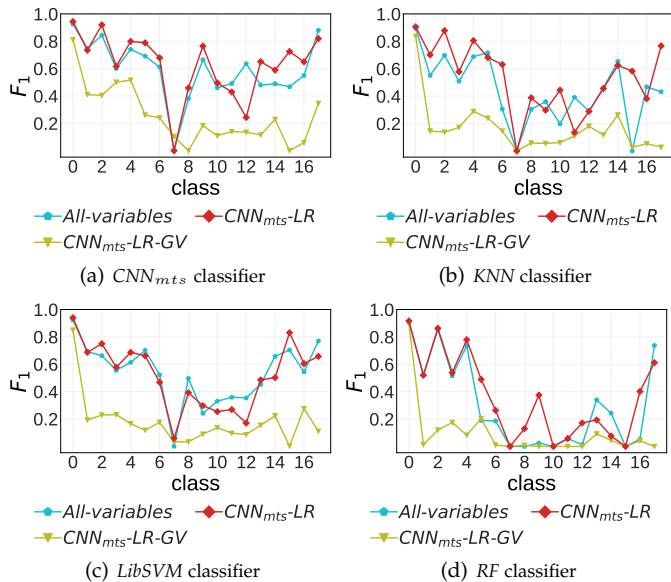 1.0
0.8
0.6
0.4
0.2
F1
0 2 4 6 8 10 12 14 16
class
All-variables CNNmts-LR
CNNmts-LR-GV
(a) CNNmts classifier
1.0
0.8
0.6
0.4
0.2
F1
0 2 4 6 8 10 12 14 16
class
All-variables CNNmts-LR
CNNmts-LR-GV
(b) KNN classifier
1.0
0.8
0.6
0.4
0.2
F1
0 2 4 6 8 10 12 14 16
class
All-variables CNNmts-LR
CNNmts-LR-GV
(c) LibSVM classifier
1.0
0.8
0.6
0.4
0.2
F1
0 2 4 6 8 10 12 14 16
class
All-variables CNNmts-LR
CNNmts-LR-GV
(d) RF classifier